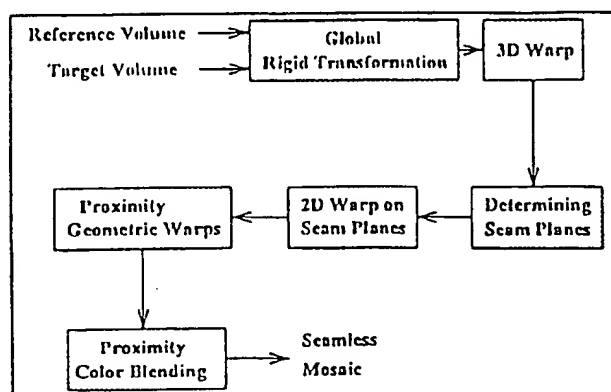 Reference Volume
Target Volume
Global
Rigid Transformation
3D Warp
Determining
Seam Planes
2D Warp on
Seam Planes
Proximity
Geometric Warps
Proximity
Color Blending
Seamless
Mosaic